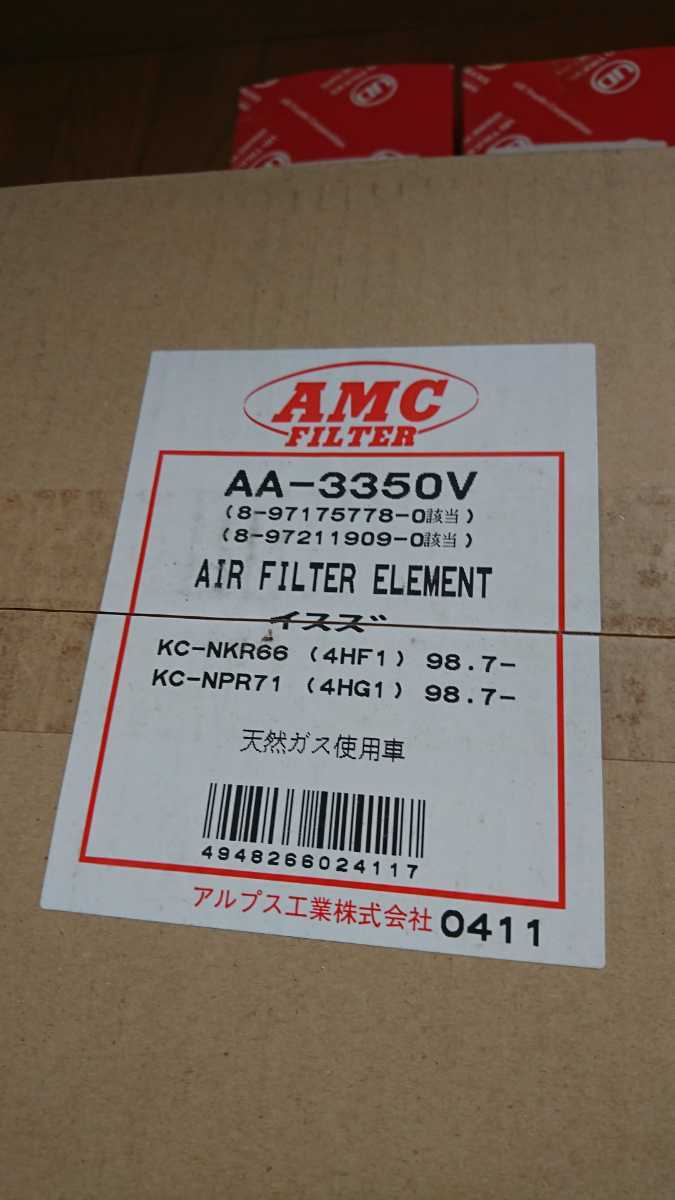 UD
UD
AMC
FILTER
AA-3350V
(8-97175778-0該当)
(8-97211909-0該当)
AIR FILTER ELEMENT
イスズ
KC-NKR66 (4HF1) 98.7-
KC-NPR71 (4HG1) 98.7-
天然ガス使用車
4948266024117
アルプス工業株式会社 0411